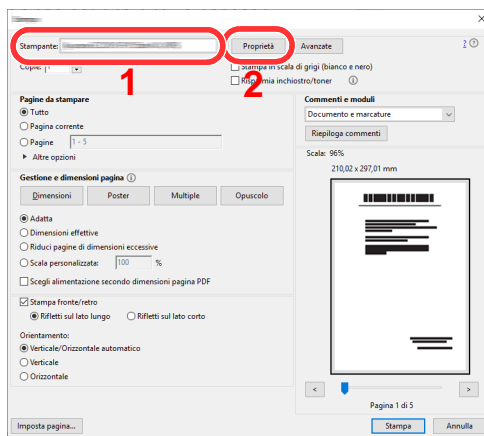 Stampante:
Proprietà
Avanzate
?
Copie:
Stampa in scala di grigi (bianco e nero)
1
2
Risparmia inchiostro/toner
Pagine da stampare
Tutto
Pagina corrente
Pagine 1 - 5
Altre opzioni
Commenti e moduli
Documento e marcature
Riepiloga commenti
Scala: 96%
210,02 x 297,01 mm
Gestione e dimensioni pagina
Dimensioni Poster Multiple Opuscolo
Adatta
Dimensioni effettive
Riduci pagine di dimensioni eccessive
Scala personalizzata: 100 %
Scegli alimentazione secondo dimensioni pagina PDF
Stampa fronte/retro
Rifletti sul lato lungo Rifletti sul lato corto
Orientamento:
Verticale/Orizzontale automatico
Verticale
Orizzontale
< >
Pagina 1 di 5
Imposta pagina... Stampa Annulla